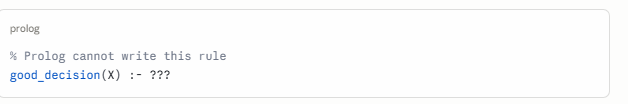 prolog
% Prolog cannot write this rule
good_decision(X) :- ???